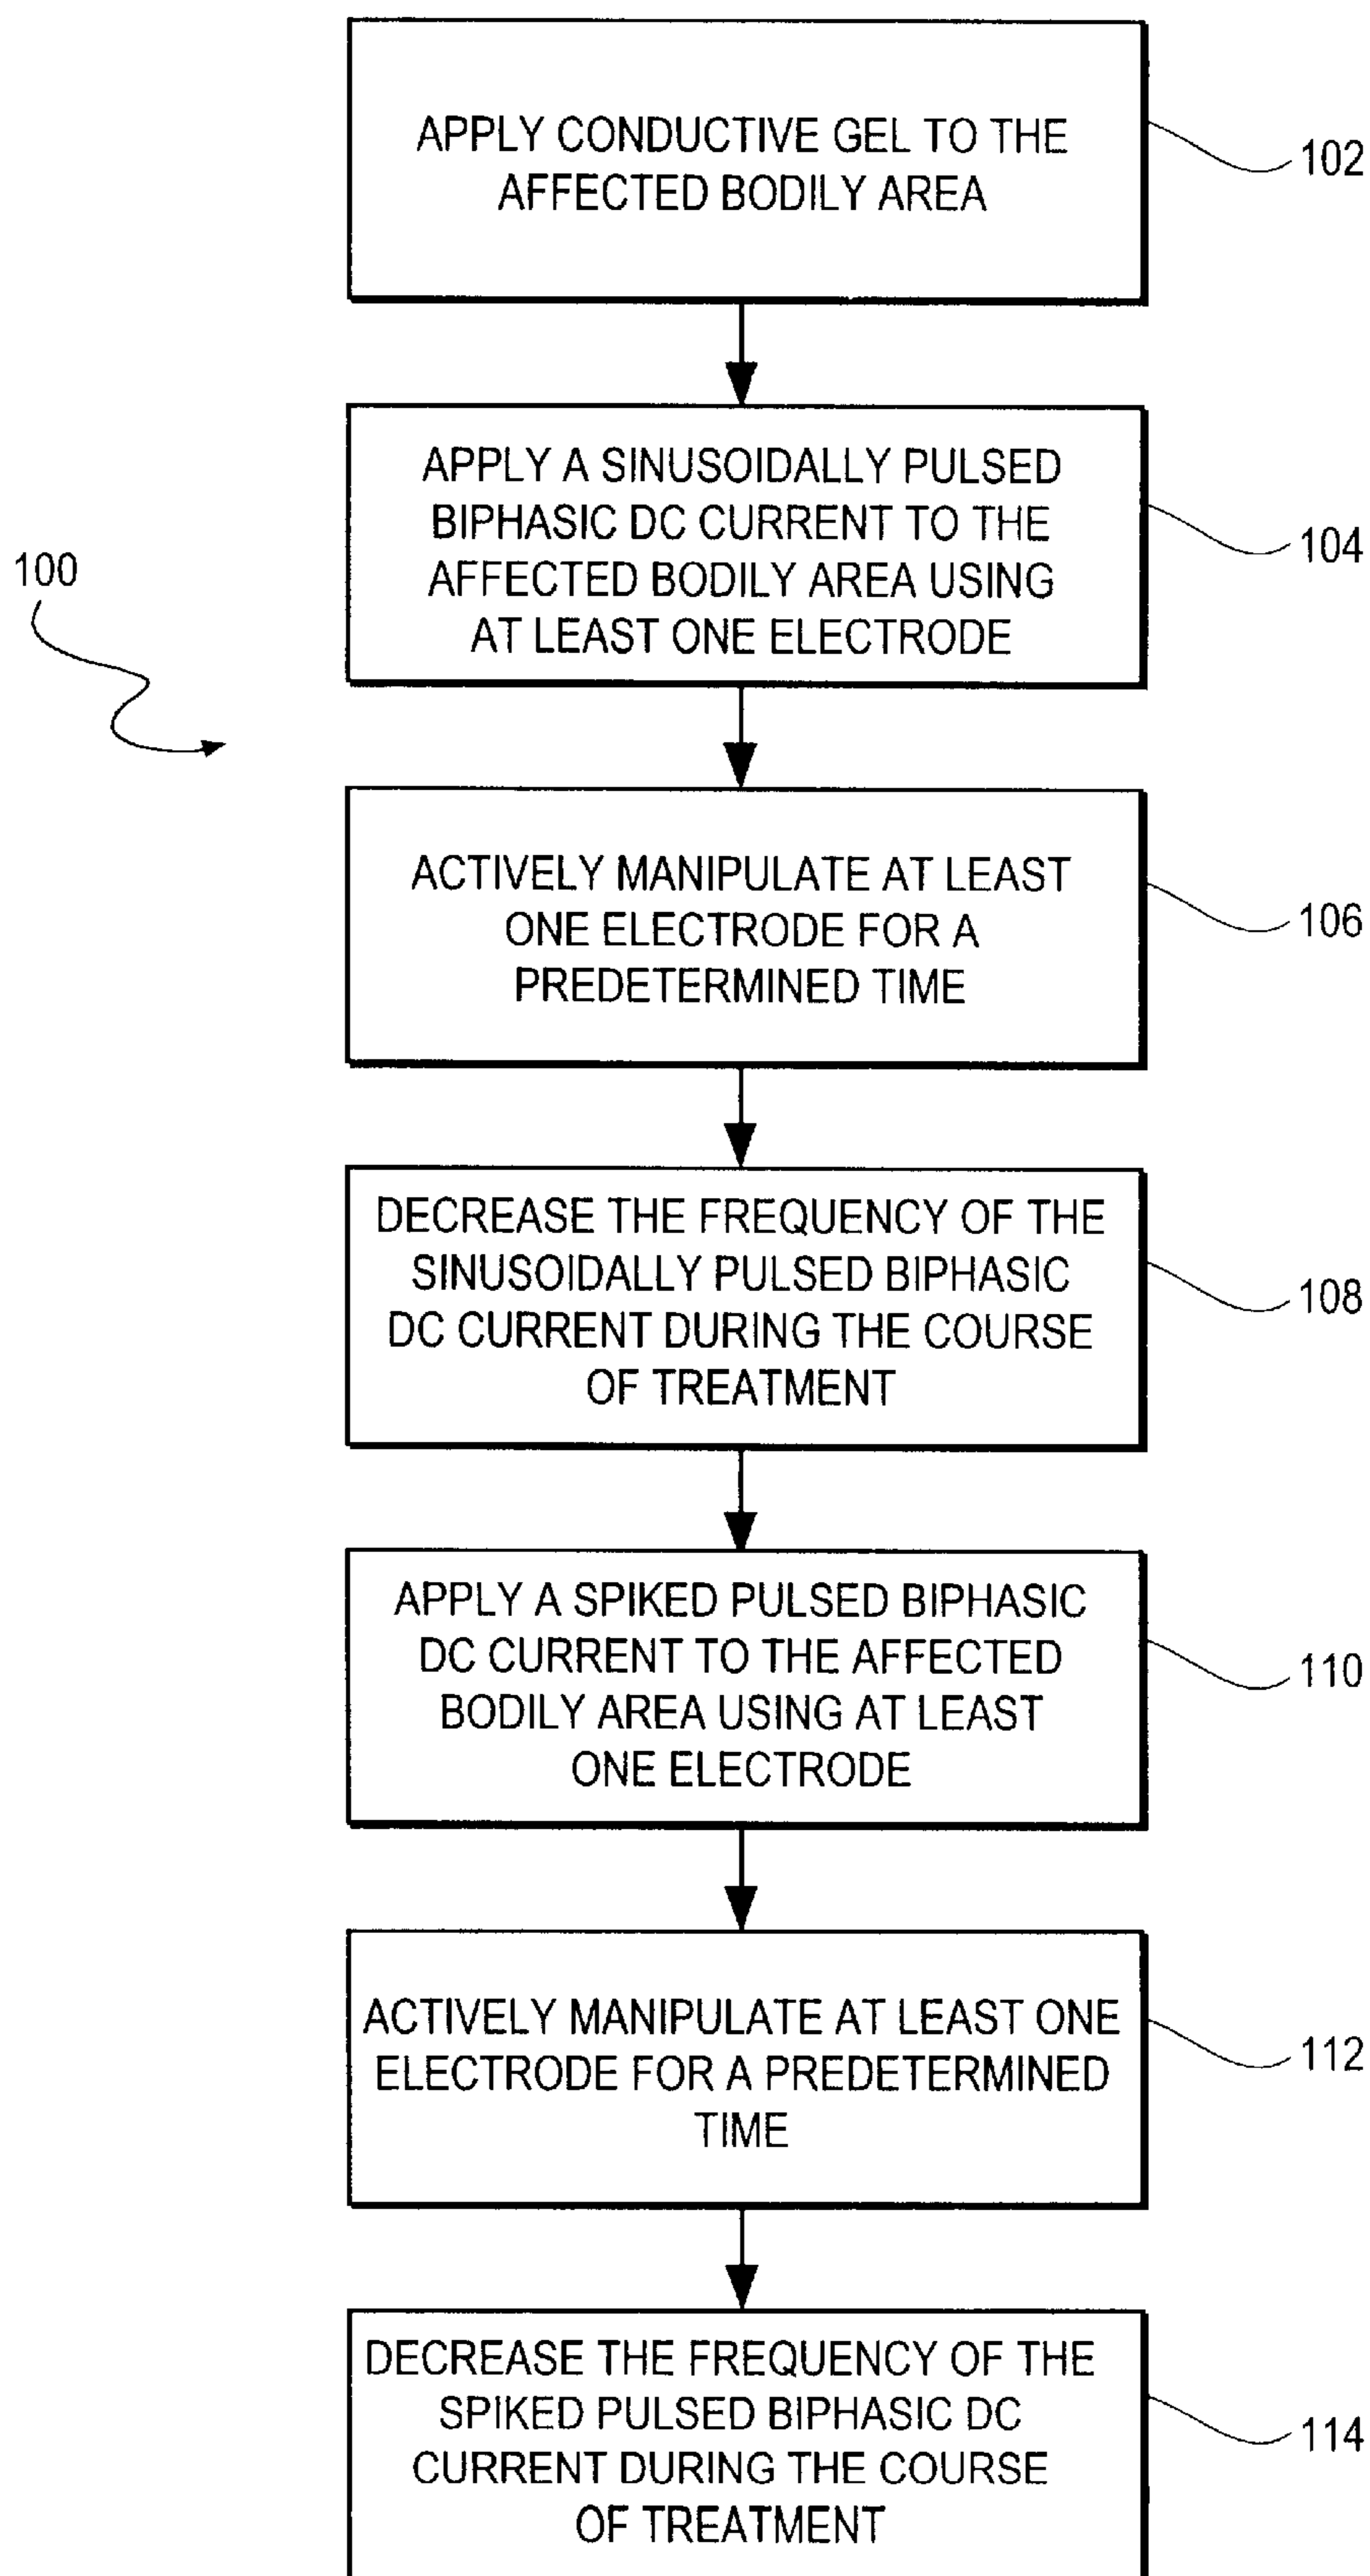 APPLY CONDUCTIVE GEL TO THE
AFFECTED BODILY AREA
102
APPLY A SINUSOIDALLY PULSED
BIPHASIC DC CURRENT TO THE
AFFECTED BODILY AREA USING
AT LEAST ONE ELECTRODE
104
100
ACTIVELY MANIPULATE AT LEAST
ONE ELECTRODE FOR A
PREDETERMINED TIME
106
DECREASE THE FREQUENCY OF THE
SINUSOIDALLY PULSED BIPHASIC
DC CURRENT DURING THE COURSE
OF TREATMENT
108
APPLY A SPIKED PULSED BIPHASIC
DC CURRENT TO THE AFFECTED
BODILY AREA USING AT LEAST
ONE ELECTRODE
110
ACTIVELY MANIPULATE AT LEAST ONE
ELECTRODE FOR A PREDETERMINED
TIME
112
DECREASE THE FREQUENCY OF THE
SPIKED PULSED BIPHASIC DC
CURRENT DURING THE COURSE
OF TREATMENT
114